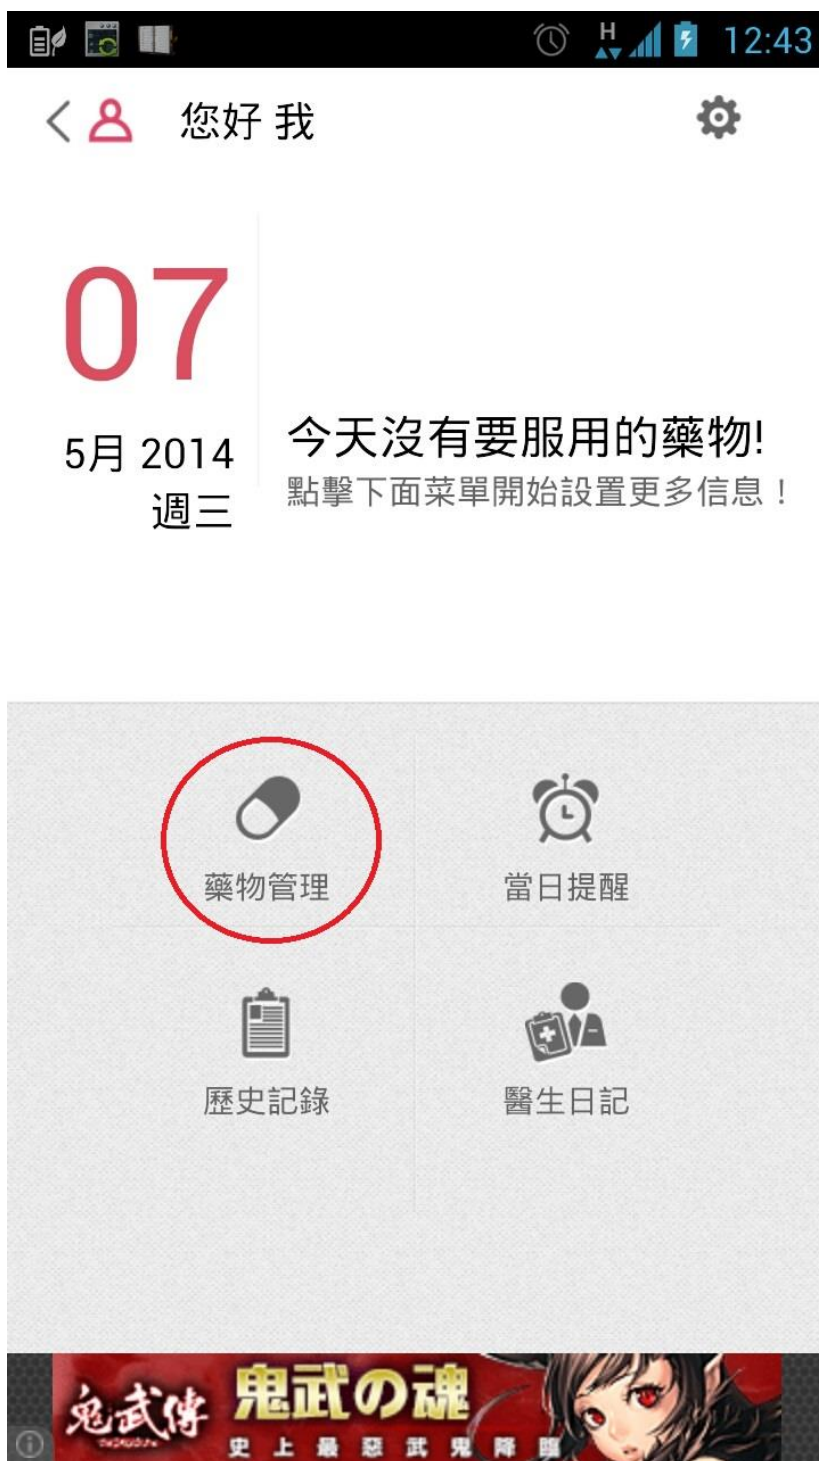 H 12:43
您好 我
07
5月 2014
週三
今天沒有要服用的藥物!
點擊下面菜單開始設置更多信息！
藥物管理
當日提醒
歷史記錄
醫生日記
鬼武傳
鬼武の魂
史上最惡武鬼降臨